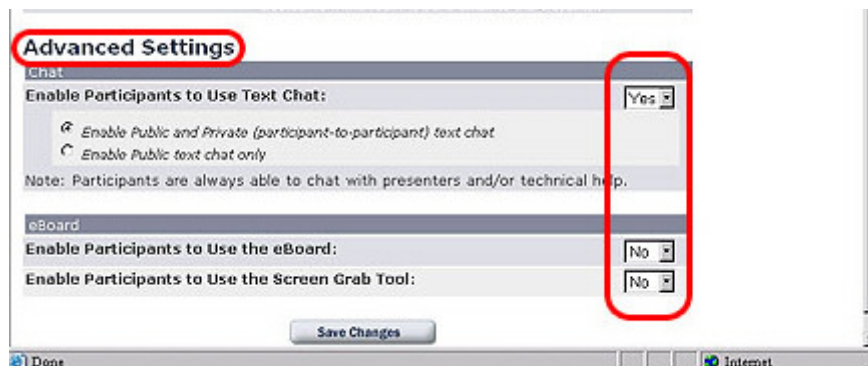 Advanced Settings
Chat
Enable Participants to Use Text Chat:
Yes
Enable Public and Private (participant-to-participant) text chat
Enable Public text chat only
Note: Participants are always able to chat with presenters and/or technical help.
eBoard
Enable Participants to Use the eBoard:
No
Enable Participants to Use the Screen Grab Tool:
No
Save Changes
Done
Internet